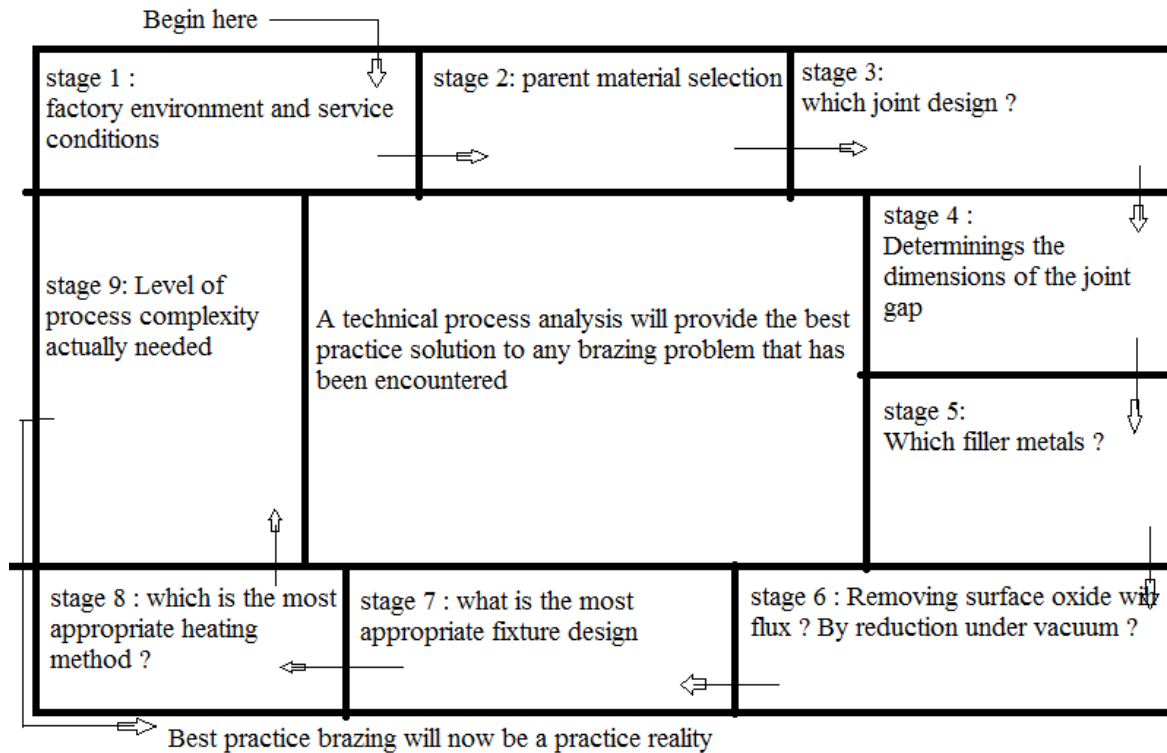 Begin here
stage 1 :
factory environment and service
conditions
stage 2: parent material selection
stage 3:
which joint design ?
stage 4 :
Determinings the
dimensions of the joint
gap
stage 5:
Which filler metals ?
stage 6 : Removing surface oxide with
flux ? By reduction under vacuum ?
stage 7 : what is the most
appropriate fixture design
stage 8 : which is the most
appropriate heating
method ?
stage 9: Level of
process complexity
actually needed
A technical process analysis will provide the best
practice solution to any brazing problem that has
been encountered
Best practice brazing will now be a practice reality